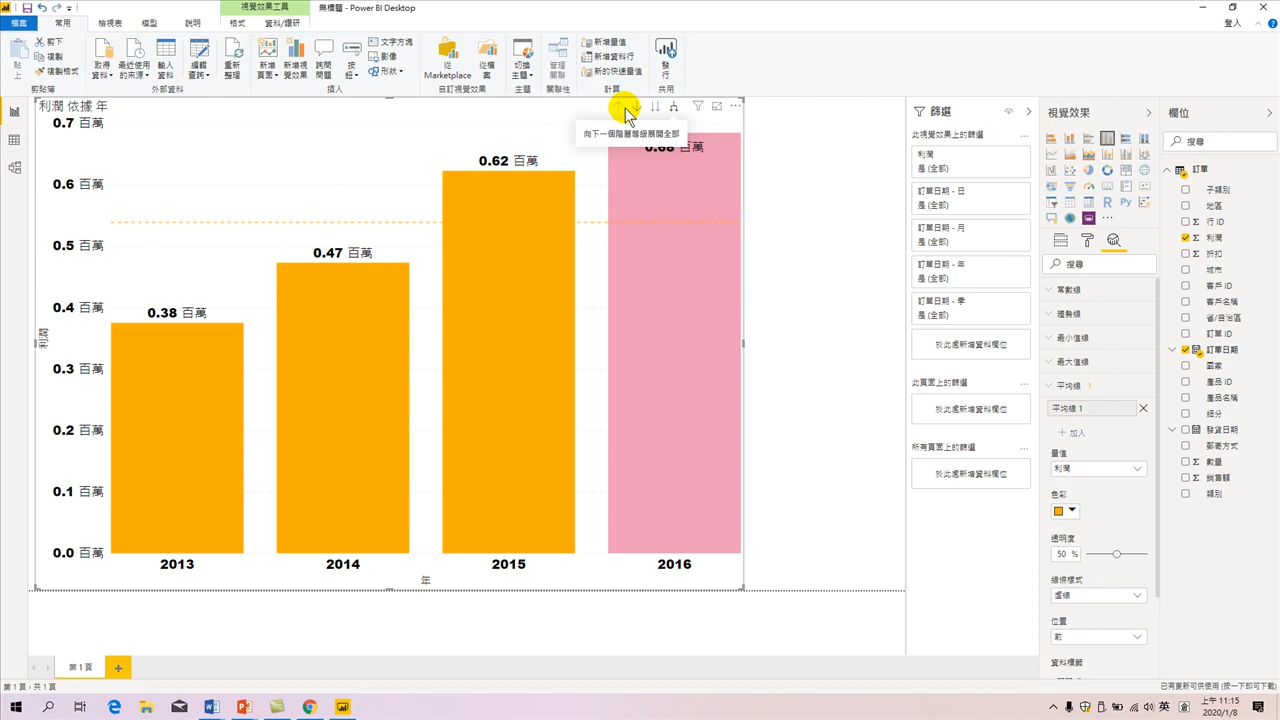 視覺效果工具
無標題 - Power BI Desktop
檔案
常用
檢視表
模型
說明
格式
資料/鑽研
登入
貼上
剪下
複製
複製格式
取得資料
最近使用的來源
輸入資料
編輯查詢
重新整理
新增頁面
新增視覺效果
詢問問題
按鈕
文字方塊
影像
形狀
從 Marketplace
從檔案
切換主題
管理關聯
新增量值
新增資料行
新的快速量值
發行
剪貼簿
外部資料
插入
自訂視覺效果
主題
關聯性
計算
共用
利潤 依據 年
向下一個階層等級展開全部
0.7 百萬
0.6 百萬
0.5 百萬
0.4 百萬
0.3 百萬
0.2 百萬
0.1 百萬
0.0 百萬
利潤
0.38 百萬
0.47 百萬
0.62 百萬
0.68 百萬
2013
2014
2015
2016
年
篩選
此視覺效果上的篩選
利潤
是 (全部)
訂單日期 - 日
是 (全部)
訂單日期 - 月
是 (全部)
訂單日期 - 年
是 (全部)
訂單日期 - 季
是 (全部)
於此處新增資料欄位
此頁面上的篩選
於此處新增資料欄位
所有頁面上的篩選
於此處新增資料欄位
視覺效果
R
Py
搜尋
常數線
趨勢線
最小值線
最大值線
平均線 1
平均線 1
加入
量值
利潤
色彩
透明度
50 %
線條樣式
虛線
位置
前
資料標籤
欄位
搜尋
訂單
子類別
地區
行 ID
利潤
折扣
城市
客戶 ID
客戶名稱
省/自治區
訂單 ID
訂單日期
國家
產品 ID
產品名稱
細分
發貨日期
郵寄方式
數量
銷售額
類別
第 1 頁
第 1 頁，共 1 頁
已有更新可供使用 (按一下即可下載)
英
上午 11:15
2020/1/8